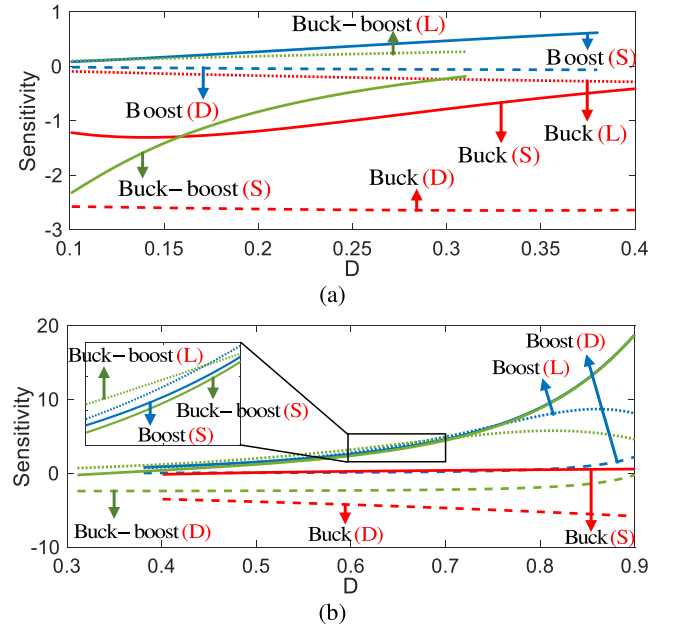 1
Buck-boost (L)
Boost (S)
0
Boost (D)
Buck (L)
-1
Buck (S)
Buck-boost (S)
Buck (D)
-2
-3
Sensitivity
0.1 0.15 0.2 0.25 0.3 0.35 0.4
D
(a)
20
Boost (D)
Buck-boost (L)
Boost (L)
10
Buck-boost (S)
Boost (S)
Sensitivity
0
Buck-boost (D)
Buck (D)
Buck (S)
-10
0.3 0.4 0.5 0.6 0.7 0.8 0.9
D
(b)